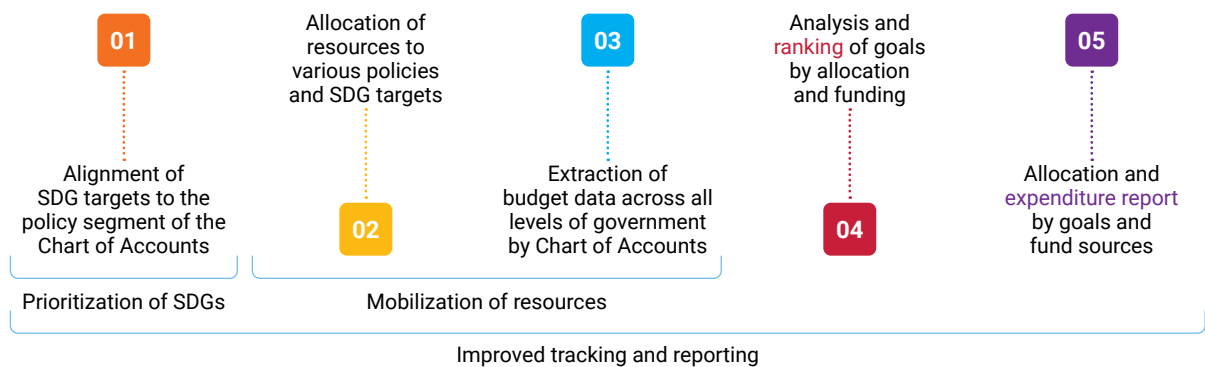 01
Alignment of
SDG targets to the
policy segment of the
Chart of Accounts
Allocation of
resources to
various policies
and SDG targets
02
03
Extraction of
budget data across all
levels of government
by Chart of Accounts
Analysis and
ranking of goals
by allocation
and funding
04
05
Allocation and
expenditure report
by goals and
fund sources
Prioritization of SDGs
Mobilization of resources
Improved tracking and reporting